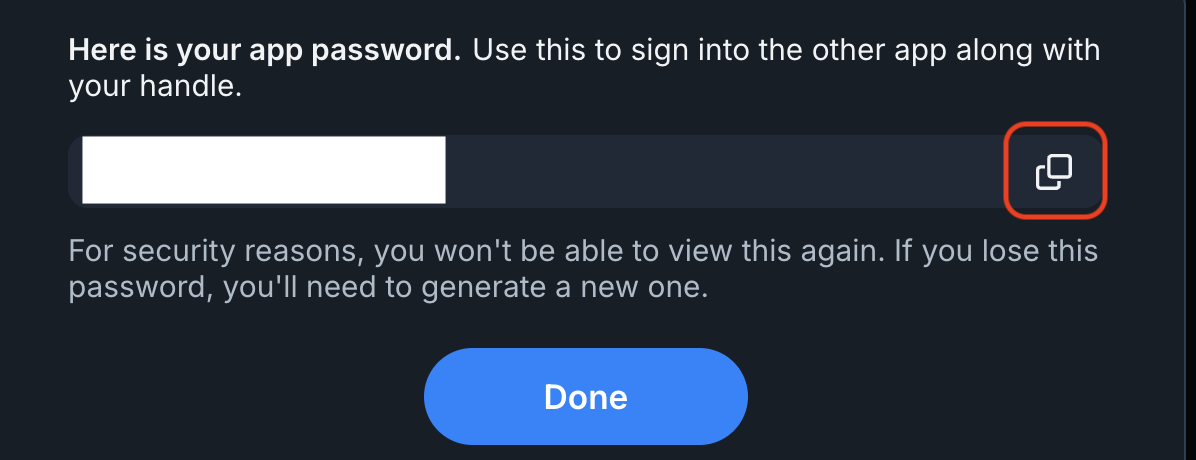 Here is your app password. Use this to sign into the other app along with
your handle.
For security reasons, you won't be able to view this again. If you lose this
password, you'll need to generate a new one.
Done